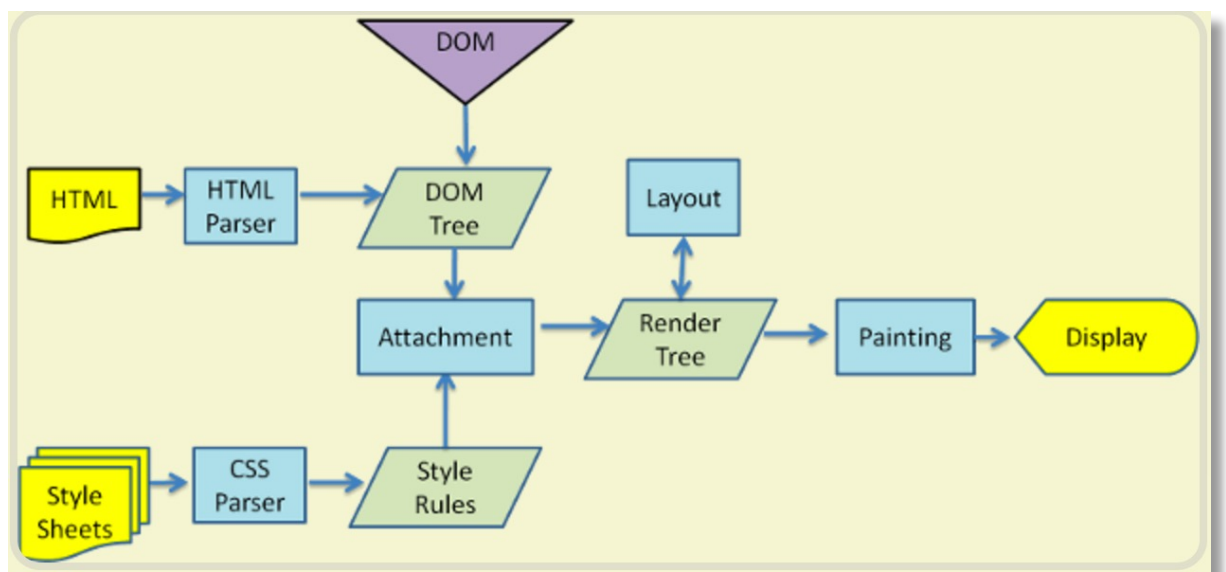 DOM
HTML
HTML
Parser
DOM
Tree
Layout
Attachment
Render
Tree
Painting
Display
Style
Sheets
CSS
Parser
Style
Rules